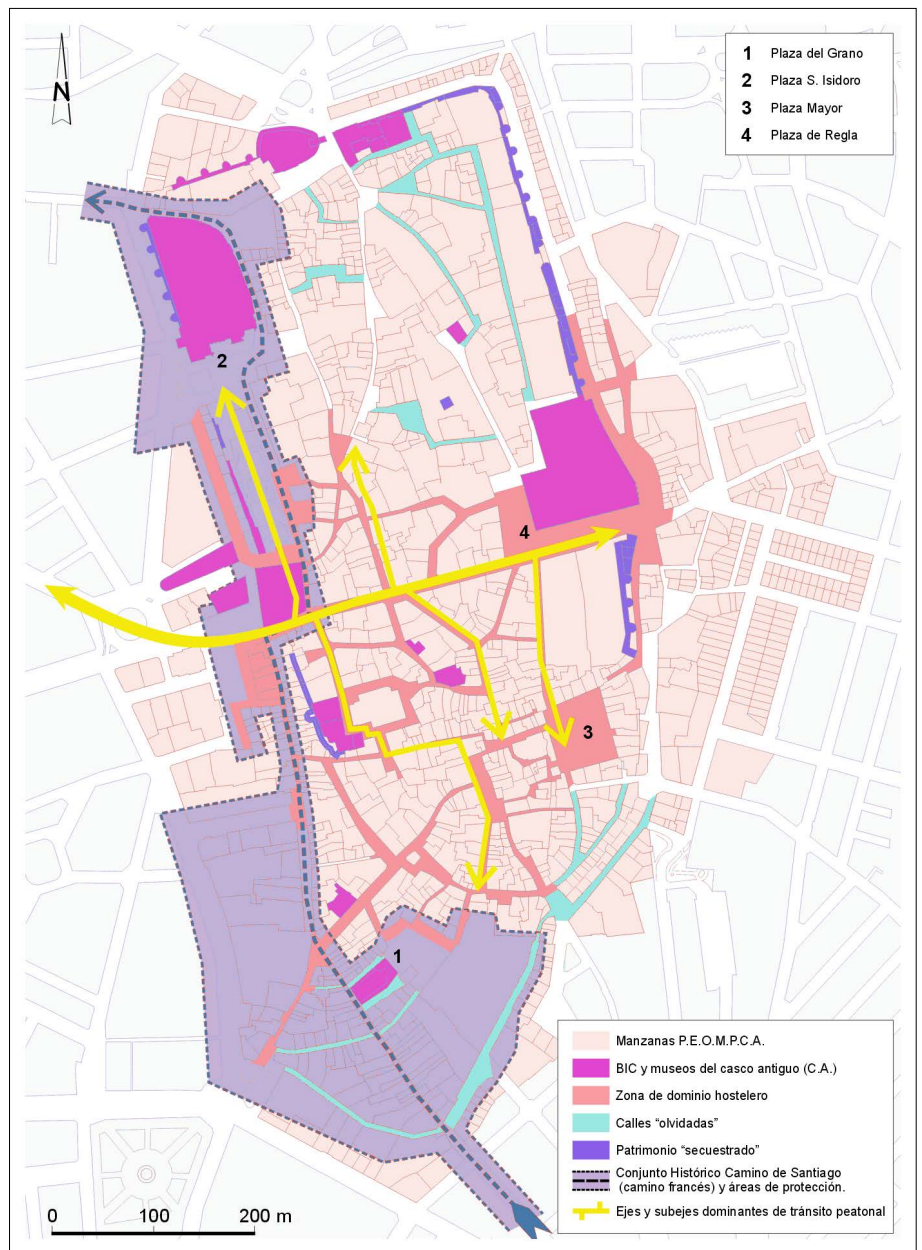 N
1 Plaza del Grano
2 Plaza S. Isidoro
3 Plaza Mayor
4 Plaza de Regla
2
4
3
1
Manzanas P.E.O.M.P.C.A.
BIC y museos del casco antiguo (C.A.)
Zona de dominio hostelero
Calles “olvidadas”
Patrimonio “secuestrado”
Conjunto Histórico Camino de Santiago
(camino francés) y áreas de protección.
Ejes y subejes dominantes de tránsito peatonal
0 100 200 m